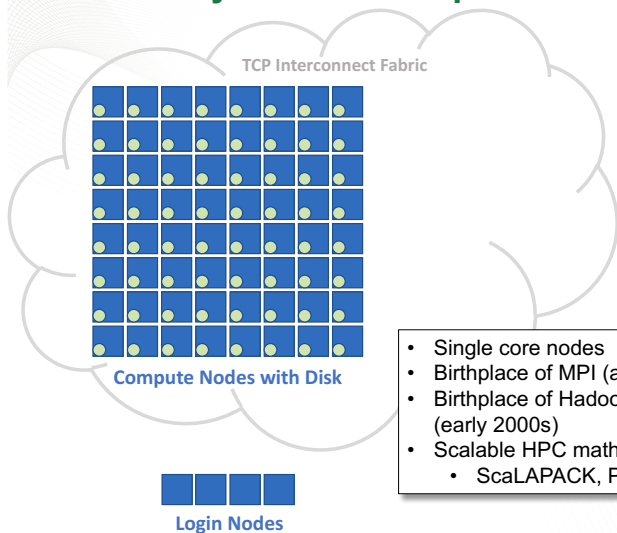 TCP Interconnect Fabric
Compute Nodes with Disk
• Single core nodes
• Birthplace of MPI
• Birthplace of
(early 2000s)
• Scalable HPC math
• ScaLAPACK,
Login Nodes